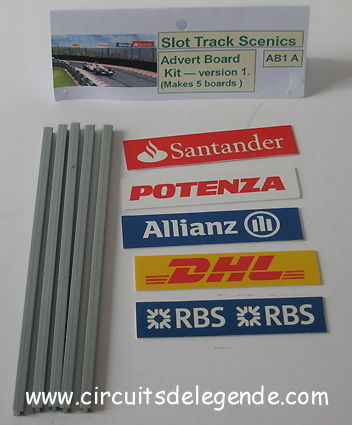 Slot Track Scenics
Advert Board AB1 A
Kit — version 1.
(Makes 5 boards )
Santander
POTENZA
Allianz
DHL
RBS RBS
www.circuitsdelegende.com